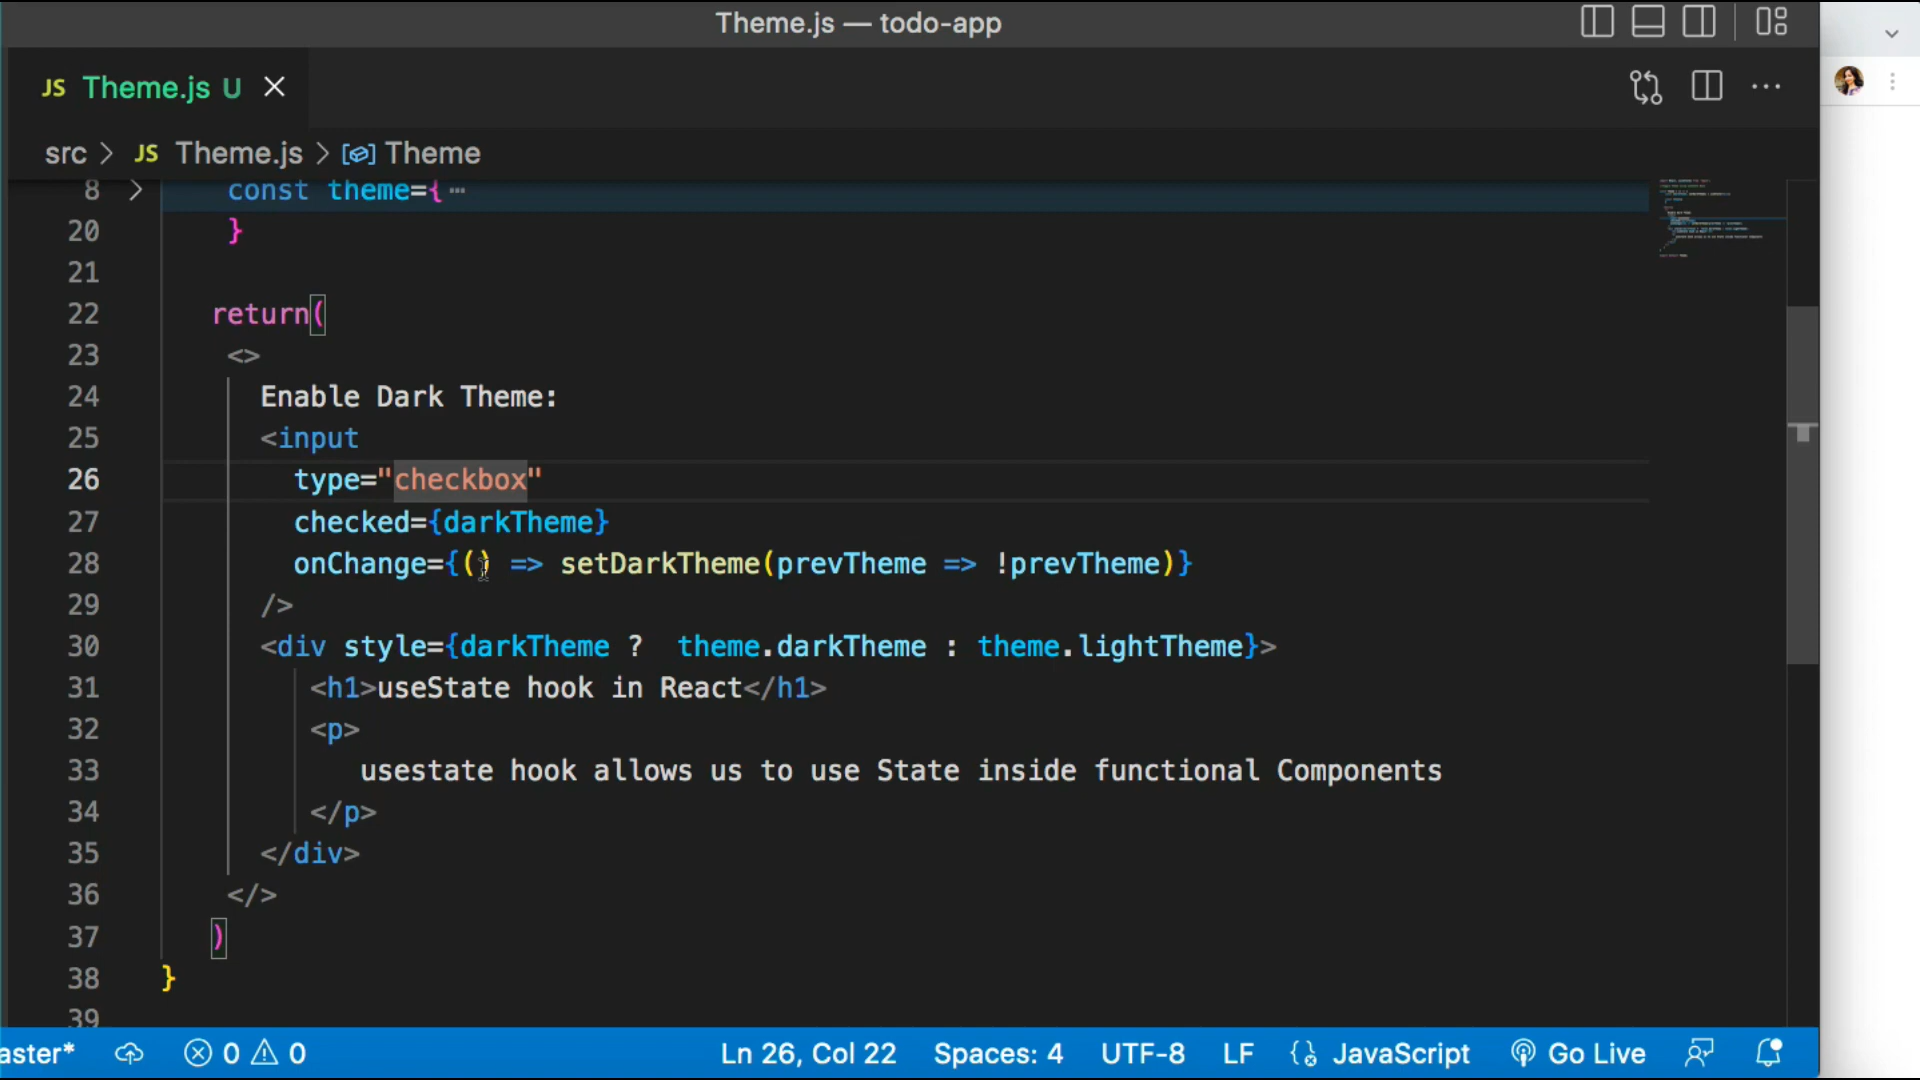 Theme.js — todo-app
JS Theme.js U
src > JS Theme.js > Theme
8 const theme={ ⋯
20 }
21
22 return(
23 <>
24 Enable Dark Theme:
25 <input
26 type="checkbox"
27 checked={darkTheme}
28 onChange={() => setDarkTheme(prevTheme => !prevTheme)}
29 />
30 <div style={darkTheme ?  theme.darkTheme : theme.lightTheme}>
31 <h1>useState hook in React</h1>
32 <p>
33 usestate hook allows us to use State inside functional Components
34 </p>
35 </div>
36 </>
37 )
38 }
39
aster* 0 0 Ln 26, Col 22 Spaces: 4 UTF-8 LF JavaScript Go Live